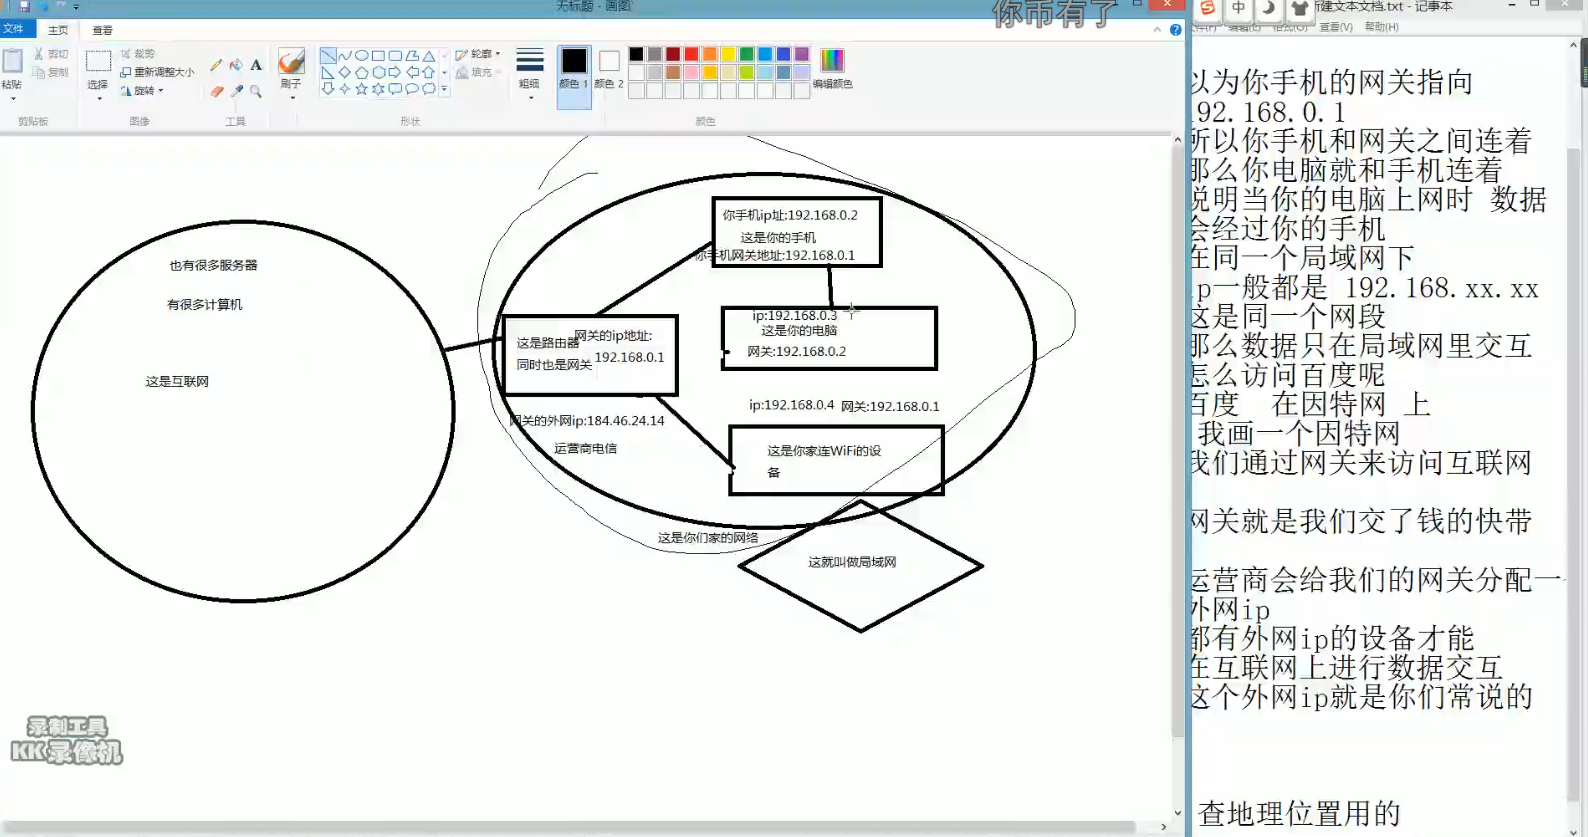 无标题 - 画图
你币有了
文件
主页
查看
粘贴
剪切
复制
剪贴板
选择
裁剪
重新调整大小
旋转
图像
A
工具
刷子
形状
轮廓
填充
粗细
颜色 1
颜色 2
编辑颜色
颜色
也有很多服务器
有很多计算机
这是互联网
你手机ip址:192.168.0.2
这是你的手机
你手机网关地址:192.168.0.1
网关的ip地址:
这是路由器
192.168.0.1
同时也是网关
ip:192.168.0.3
这是你的电脑
网关:192.168.0.2
ip:192.168.0.4
网关:192.168.0.1
网关的外网ip:184.46.24.14
运营商电信
这是你家连WiFi的设
备
这是你们家的网络
这就叫做局域网
录制工具
KK录像机
中
新建文本文档.txt - 记事本
编辑(E)
格式(O)
查看(V)
帮助(H)
以为你手机的网关指向
192.168.0.1
所以你手机和网关之间连着
那么你电脑就和手机连着
说明当你的电脑上网时 数据
会经过你的手机
在同一个局域网下
ip一般都是 192.168.xx.xx
这是同一个网段
那么数据只在局域网里交互
怎么访问百度呢
百度 在因特网 上
我画一个因特网
我们通过网关来访问互联网
网关就是我们交了钱的快带
运营商会给我们的网关分配一
外网ip
都有外网ip的设备才能
在互联网上进行数据交互
这个外网ip就是你们常说的
查地理位置用的